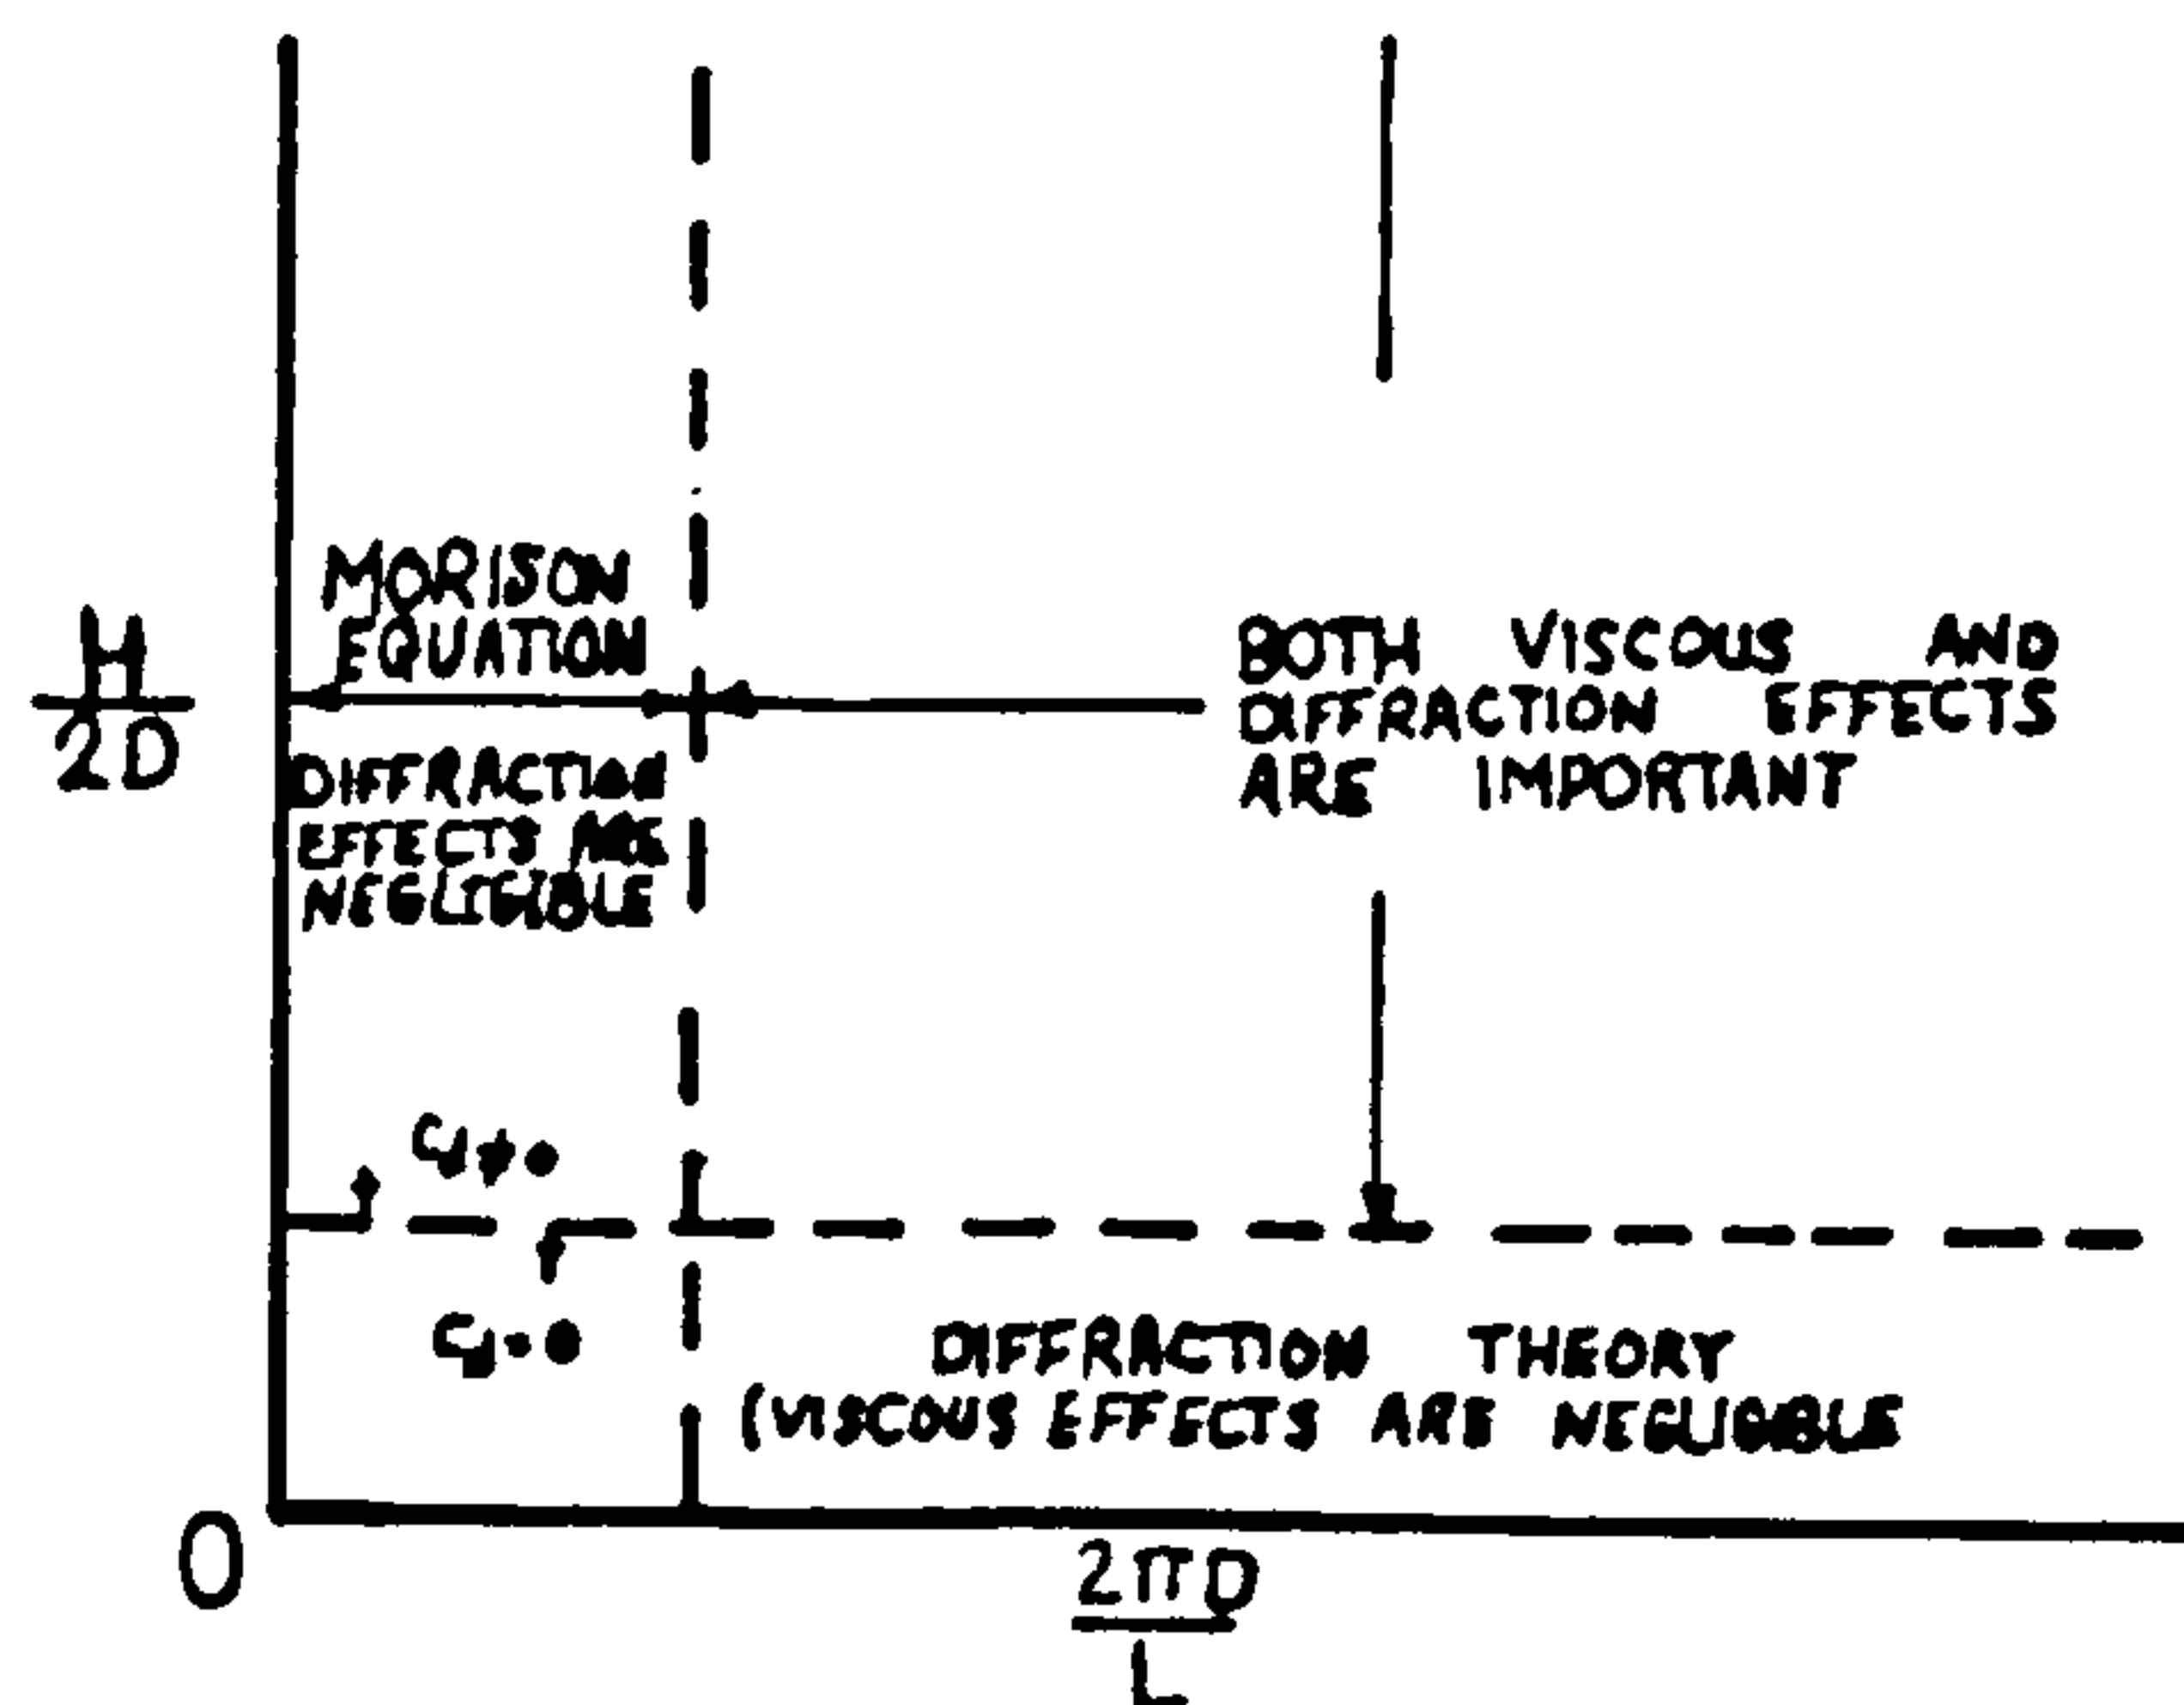 MORISON
EQUATION
H
2D
BOTH VISCOUS AND
DIFFRACTION EFFECTS
ARE IMPORTANT
DIFFRACTION
EFFECTS ARE
NEGLIGIBLE
DIFFRACTION THEORY
(VISCOUS EFFECTS ARE NEGLIGIBLE
O
2πD
L